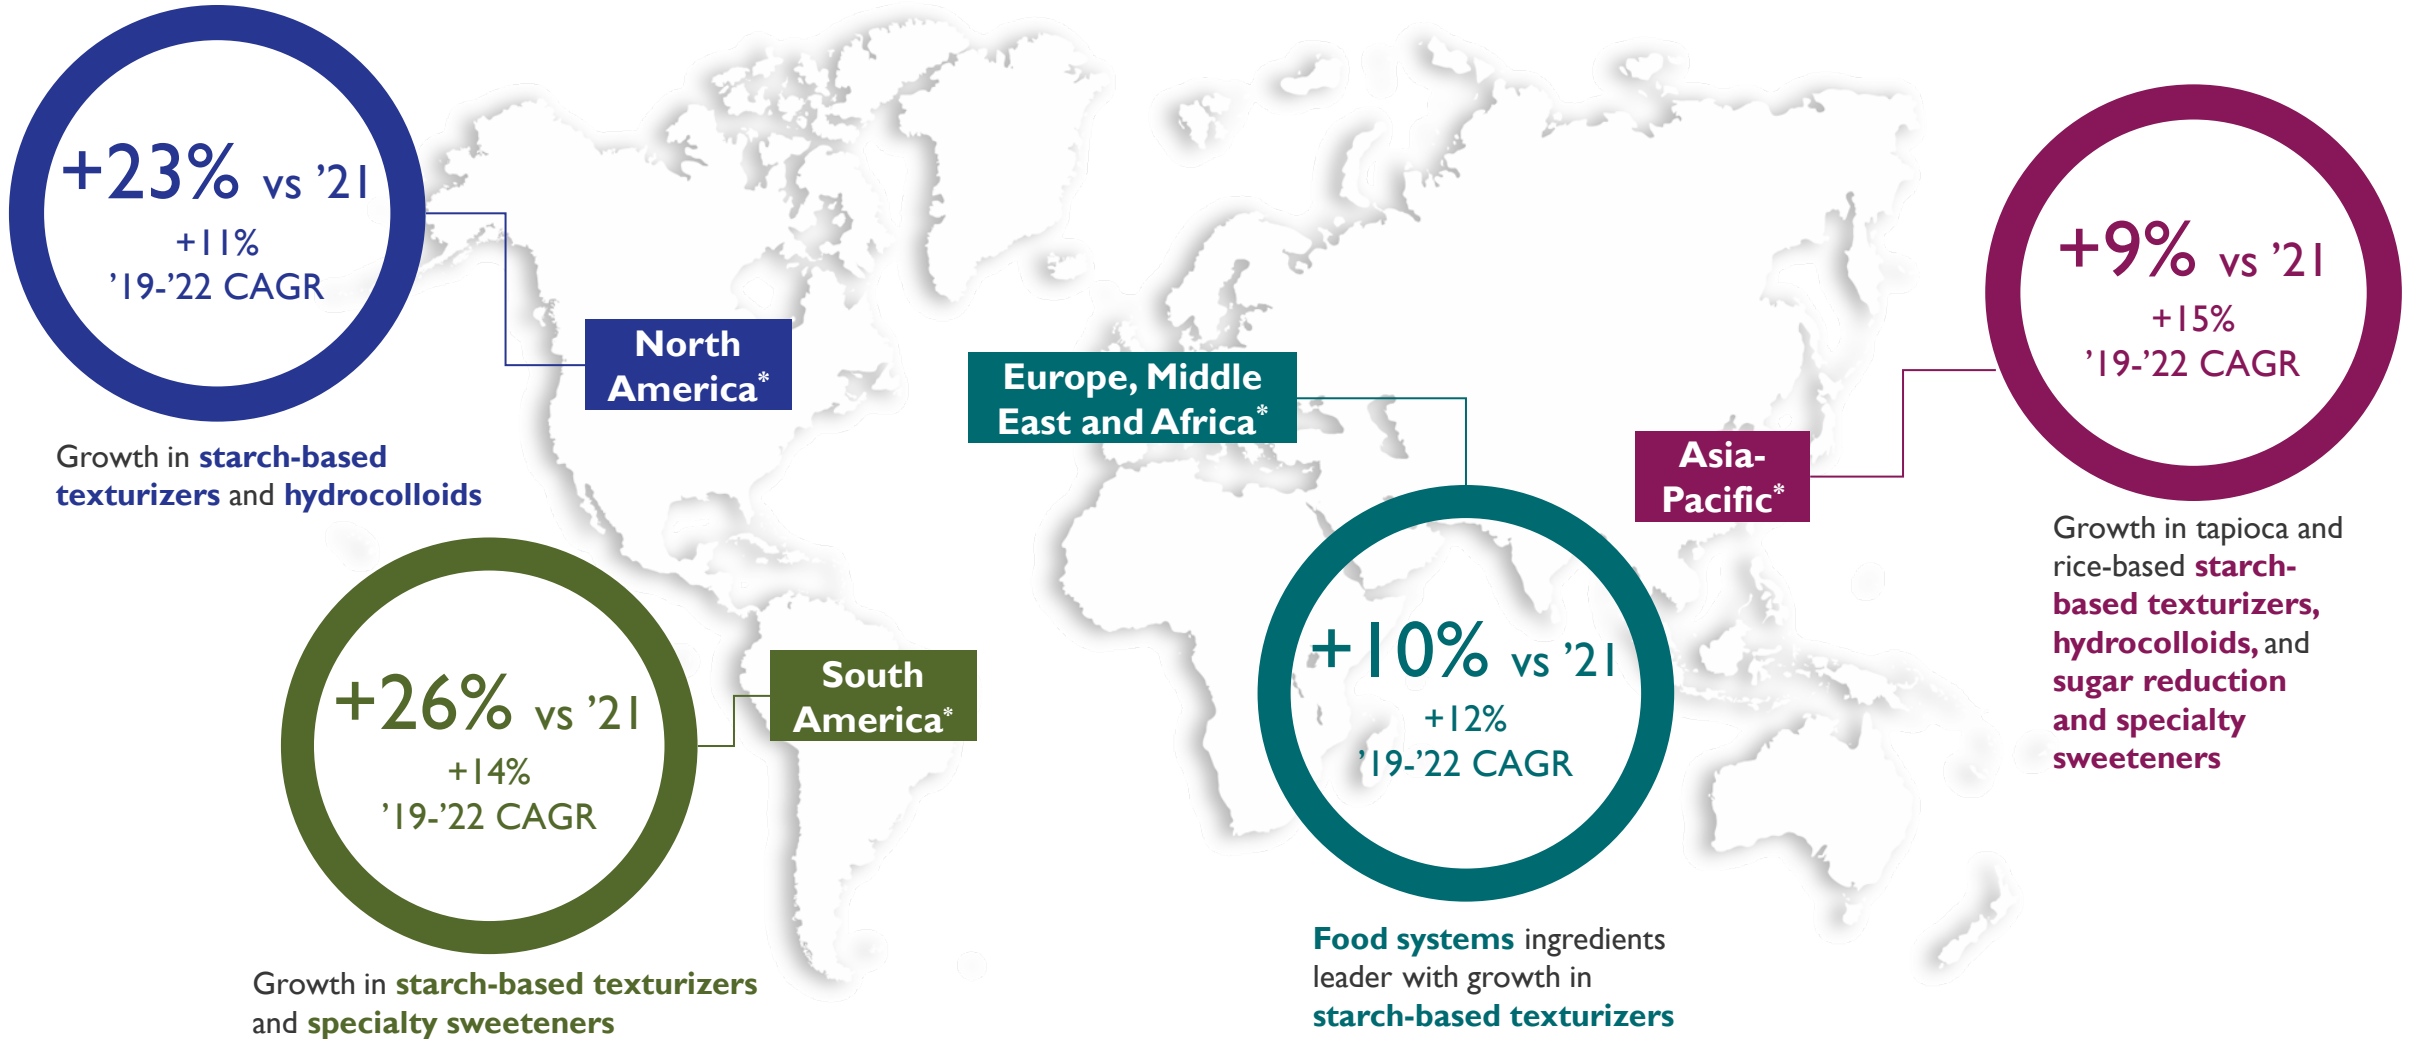 +23% vs ’21
+11%
’19-’22 CAGR
North
America*
Growth in starch-based
texturizers and hydrocolloids
+26% vs ’21
+14%
’19-’22 CAGR
South
America*
Growth in starch-based texturizers
and specialty sweeteners
Europe, Middle
East and Africa*
+10% vs ’21
+12%
’19-’22 CAGR
Food systems ingredients
leader with growth in
starch-based texturizers
Asia-
Pacific*
+9% vs ’21
+15%
’19-’22 CAGR
Growth in tapioca and
rice-based starch-
based texturizers,
hydrocolloids, and
sugar reduction
and specialty
sweeteners